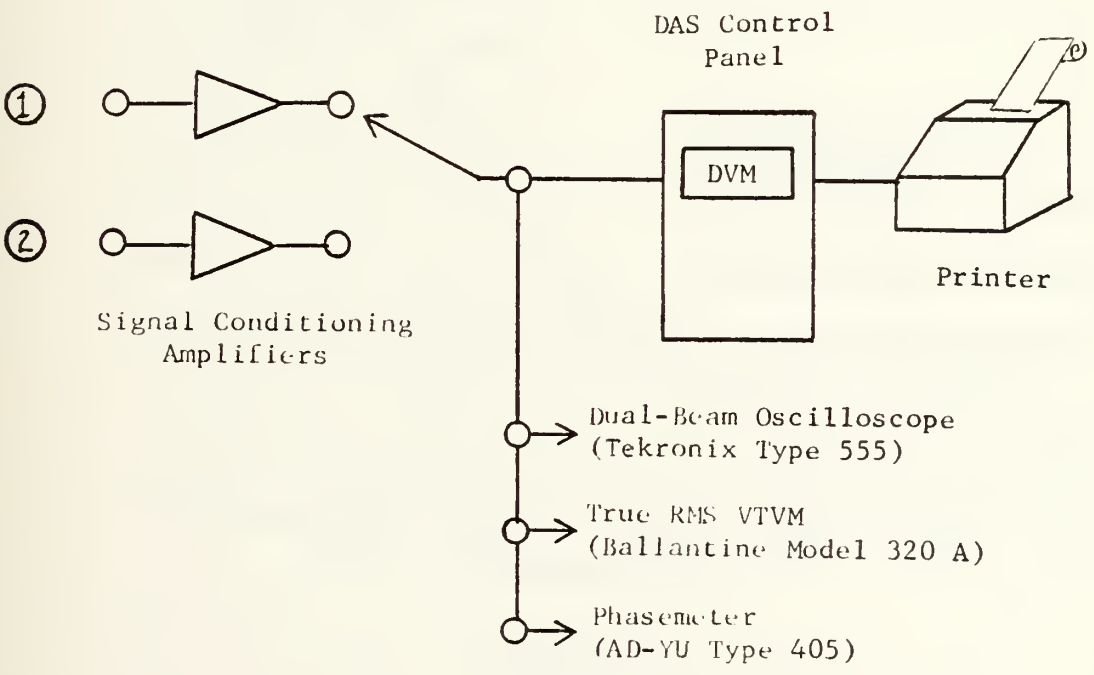 DAS Control
Panel
①
DVM
②
Printer
Signal Conditioning
Amplifiers
Dual-Beam Oscilloscope
(Tekronix Type 555)
True RMS VTVM
(Ballantine Model 320 A)
Phasemeter
(AD-YU Type 405)